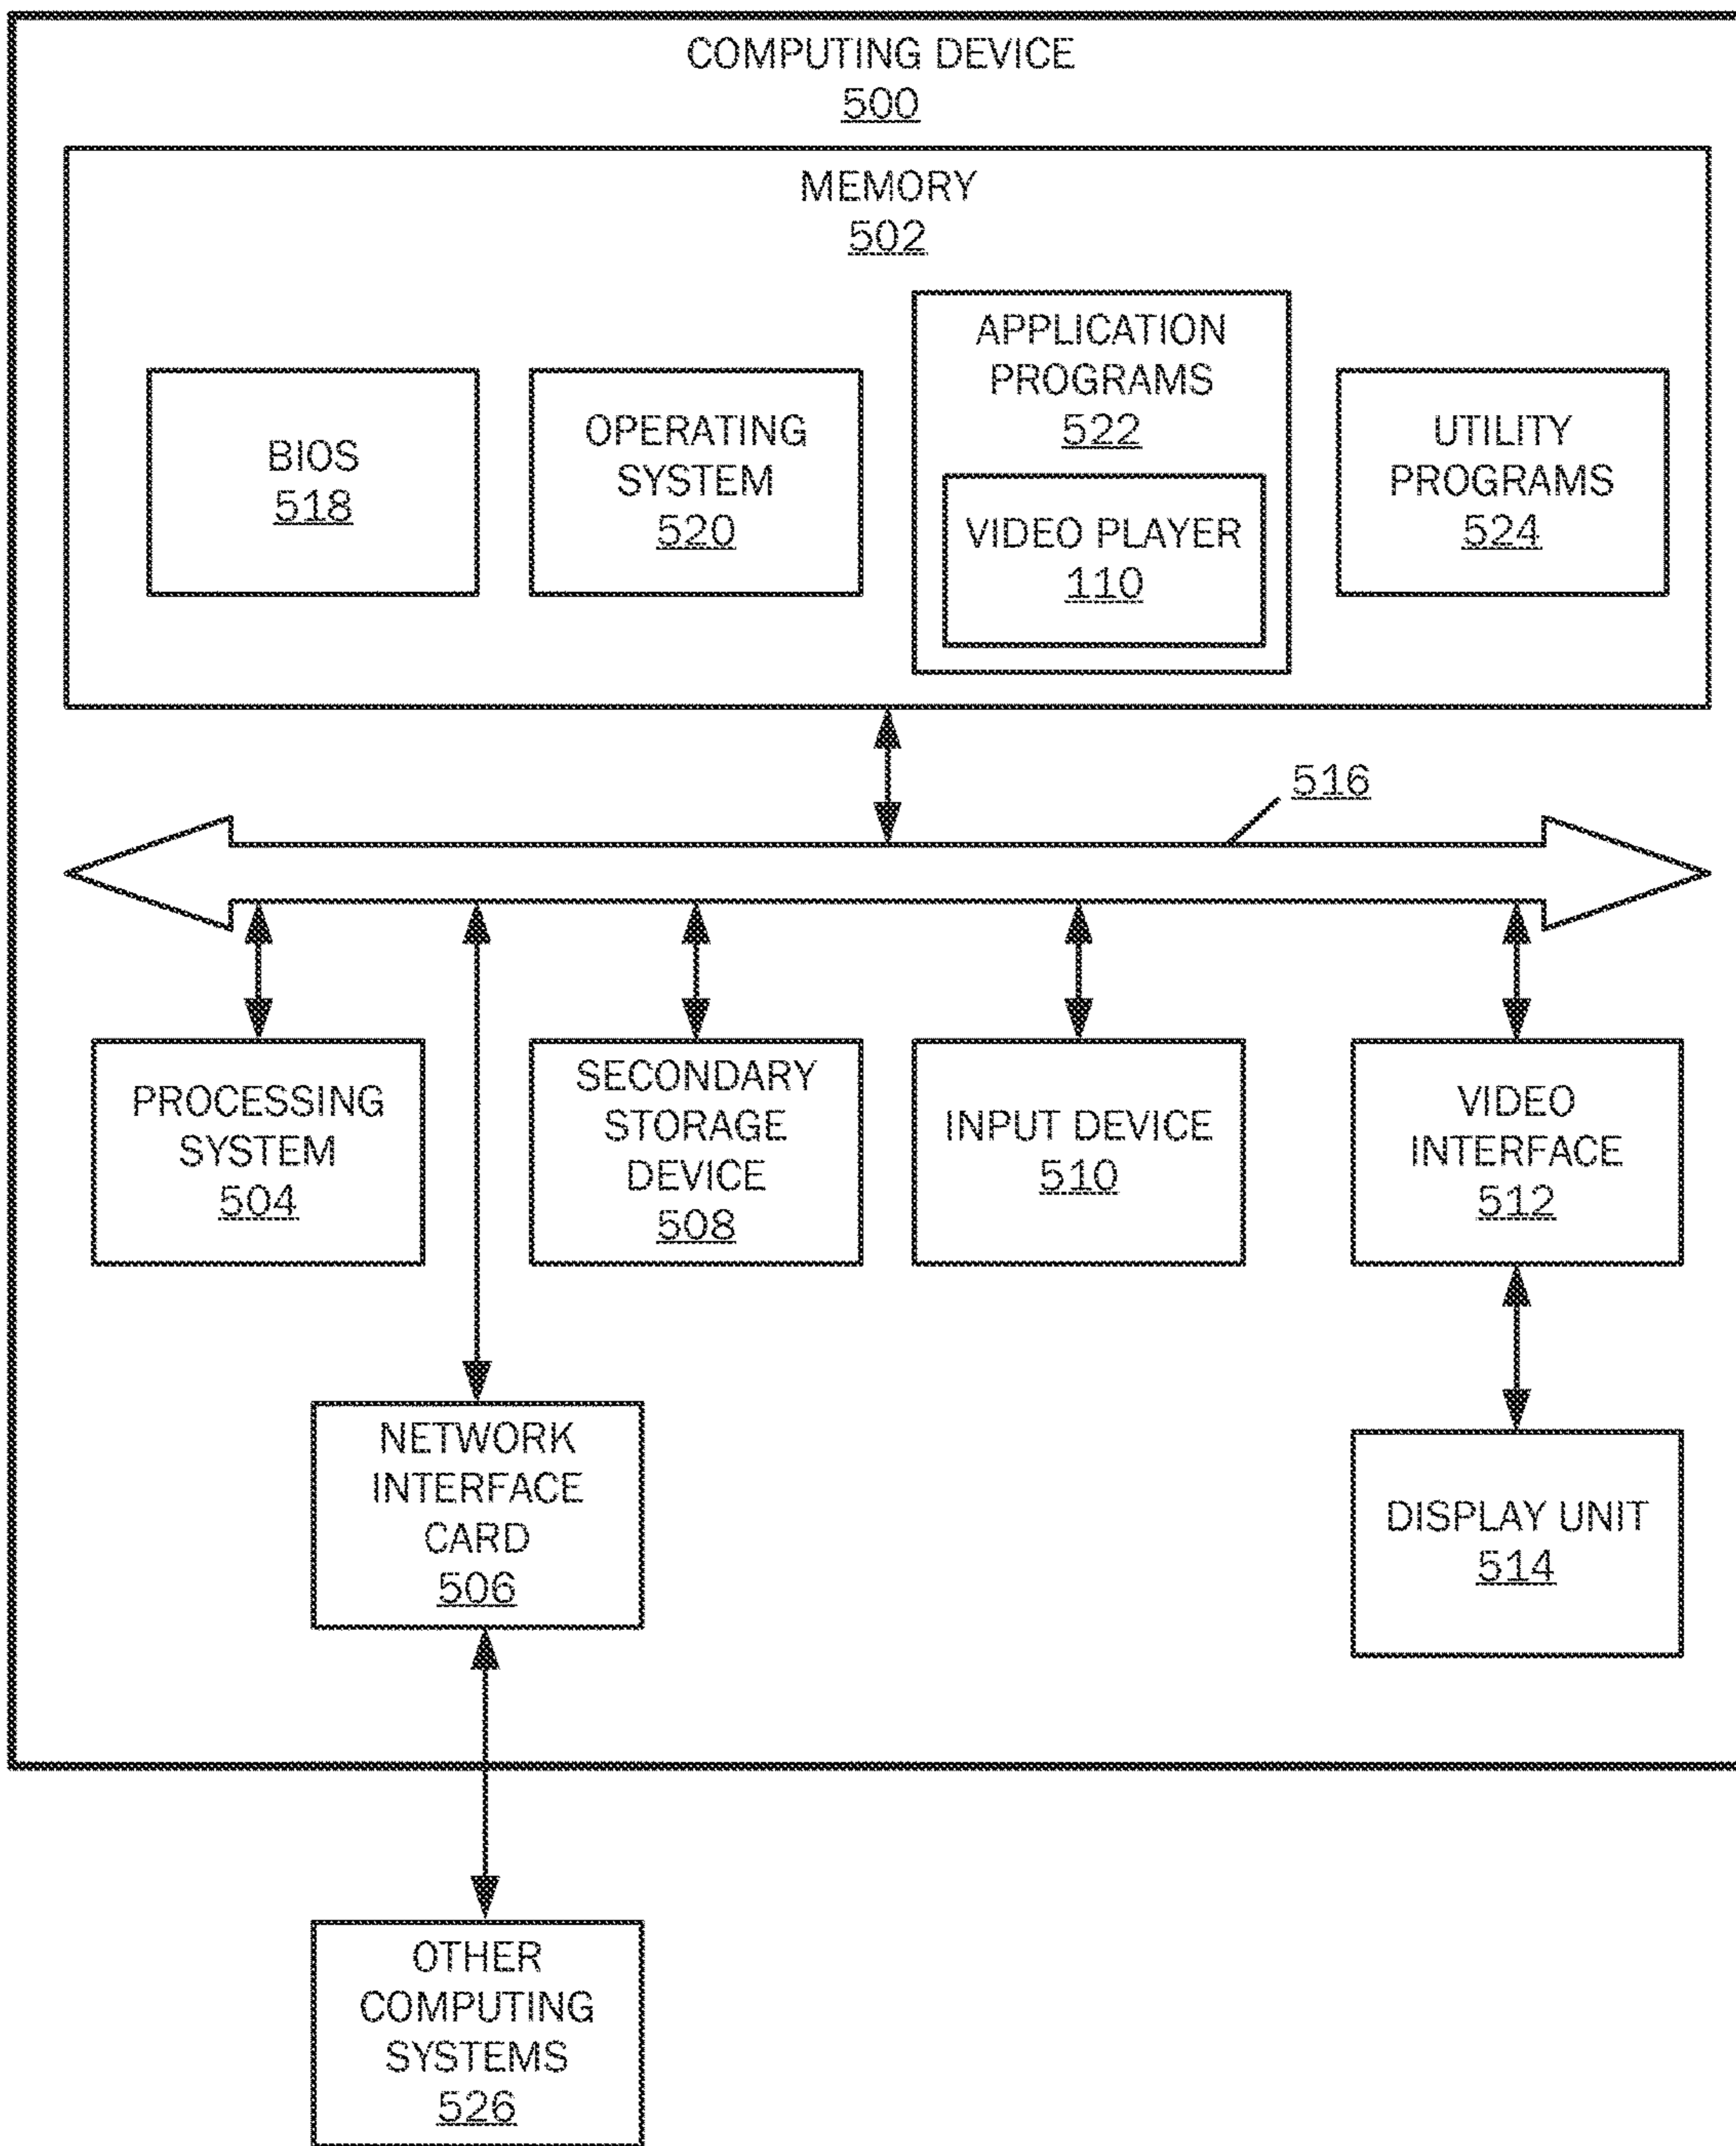 COMPUTING DEVICE
500
MEMORY
502
BIOS
518
OPERATING
SYSTEM
520
APPLICATION
PROGRAMS
522
VIDEO PLAYER
110
UTILITY
PROGRAMS
524
516
PROCESSING
SYSTEM
504
SECONDARY
STORAGE
DEVICE
508
INPUT DEVICE
510
VIDEO
INTERFACE
512
NETWORK
INTERFACE
CARD
506
DISPLAY UNIT
514
OTHER
COMPUTING
SYSTEMS
526